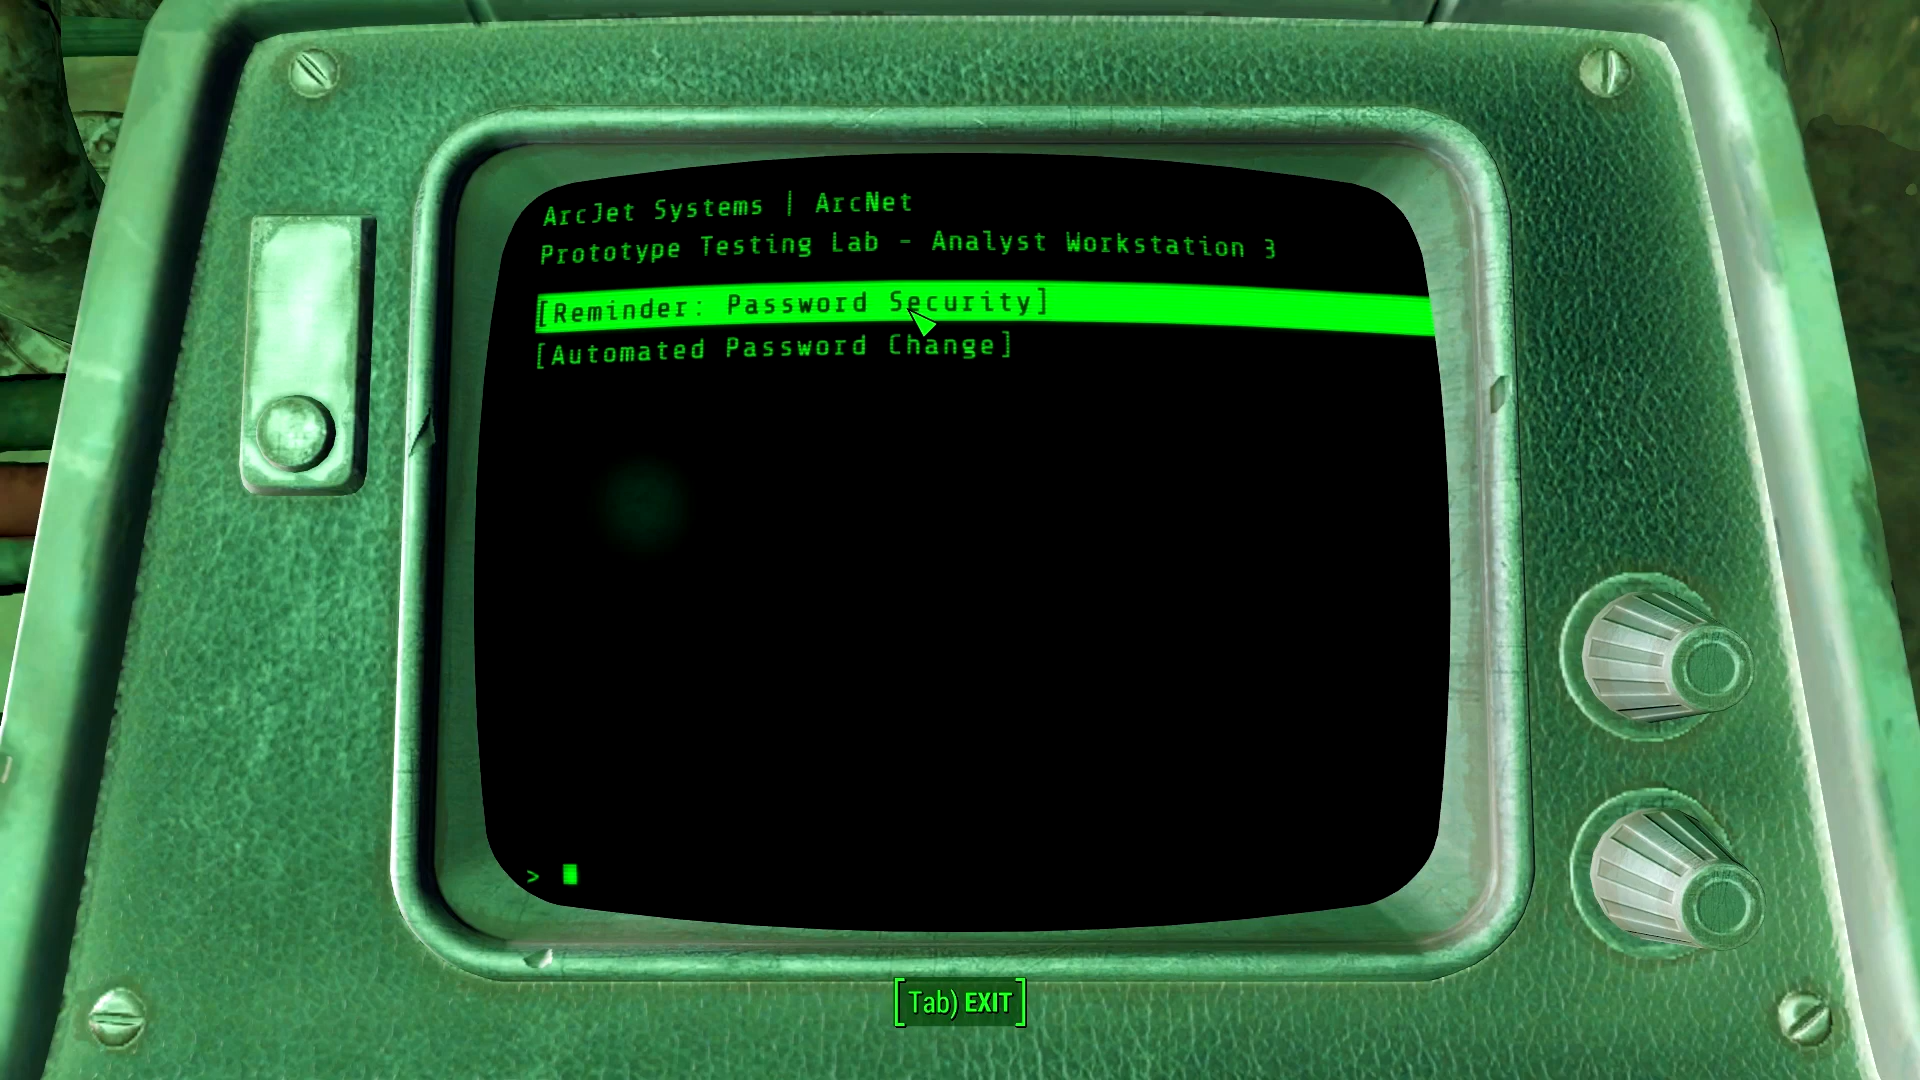 ArcJet Systems | ArcNet
Prototype Testing Lab - Analyst Workstation 3
[Reminder: Password Security]
[Automated Password Change]
>
[Tab) EXIT]